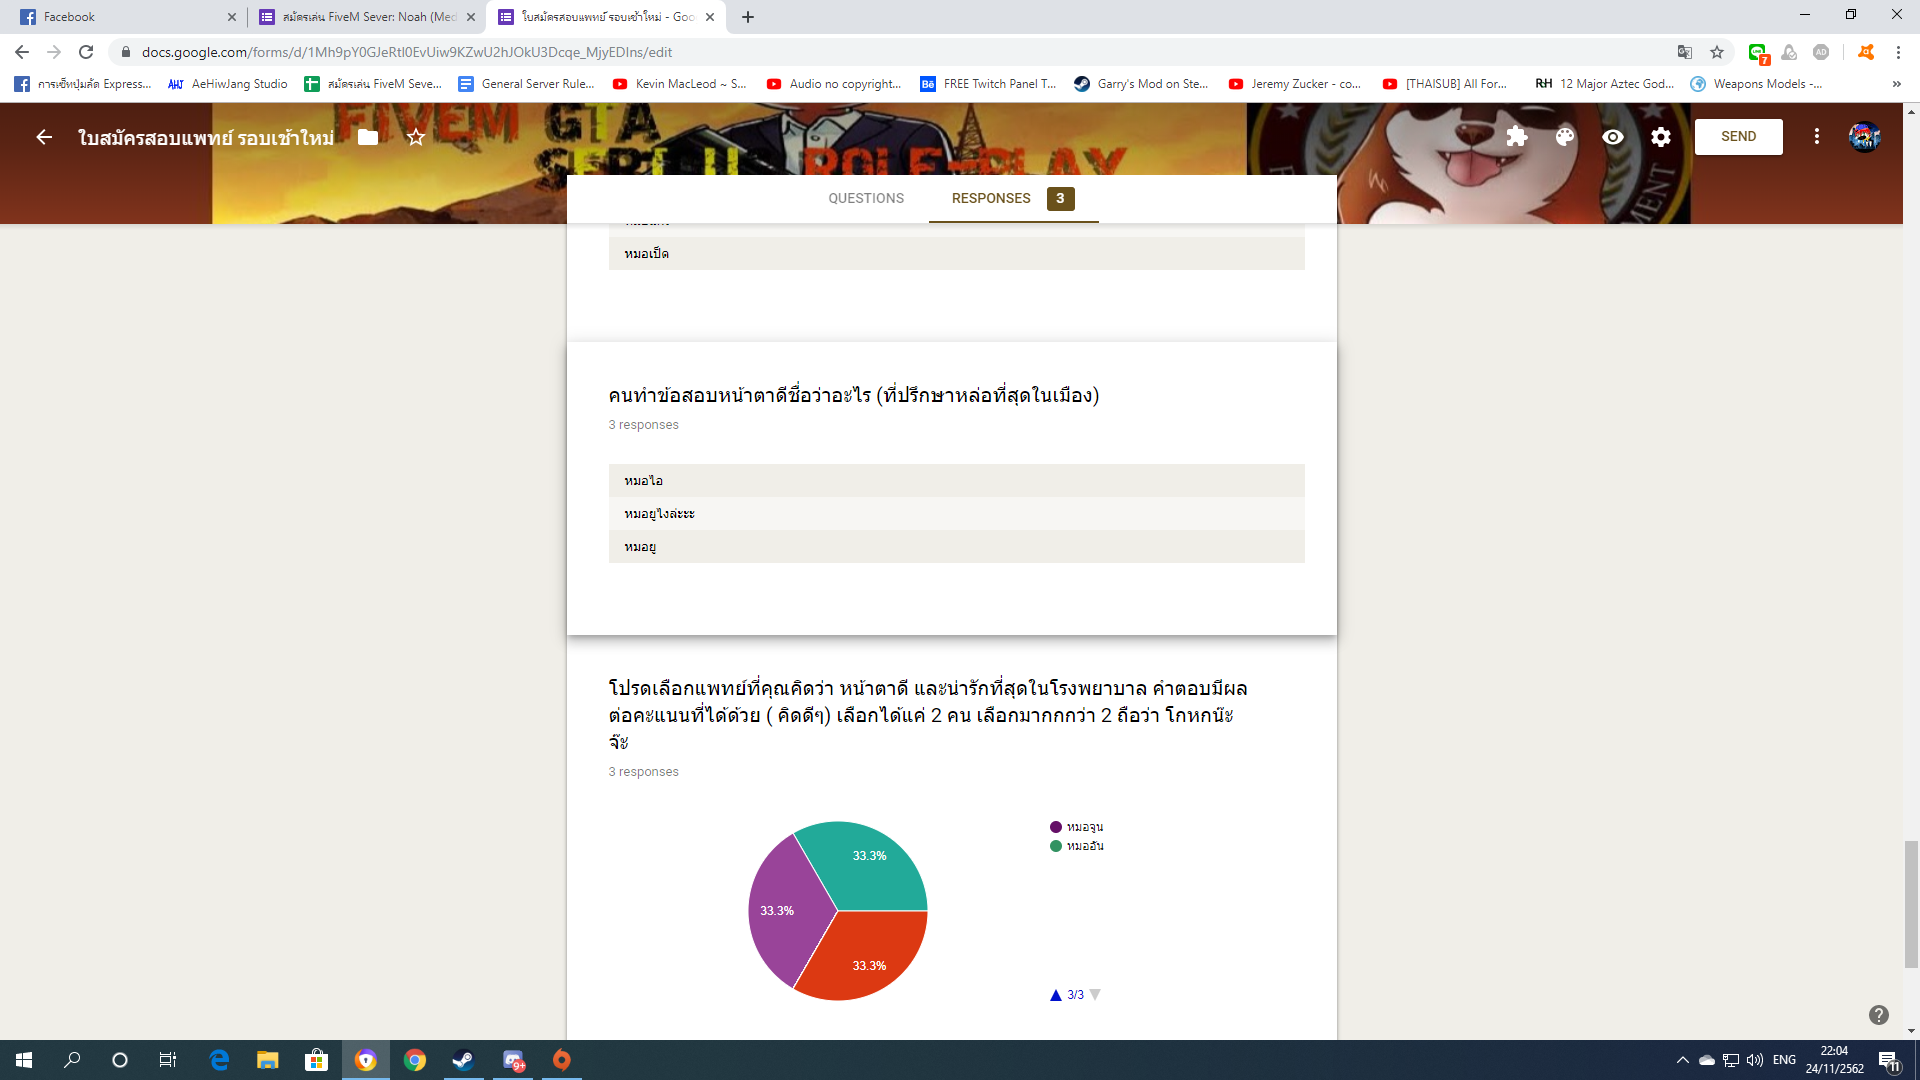 Facebook
สมัครเล่น FiveM Sever: Noah (Med
ใบสมัครสอบแพทย์ รอบเข้าใหม่ - Goo
docs.google.com/forms/d/1Mh9pY0GJeRtl0EvUiw9KZwU2hJOkU3Dcqe_MjyEDIns/edit
7
การเซ็ทปุ่มลัด Express...
AeHiwJang Studio
สมัครเล่น FiveM Seve...
General Server Rule...
Kevin MacLeod ~ S...
Audio no copyright...
FREE Twitch Panel T...
Garry's Mod on Ste...
Jeremy Zucker - co...
[THAISUB] All For...
RH 12 Major Aztec God...
Weapons Models -...
»
FIVEM GTA
ROLE-PLAY
ใบสมัครสอบแพทย์ รอบเข้าใหม่
SEND
QUESTIONS
RESPONSES 3
หมอเป็ด
คนทำข้อสอบหน้าตาดีชื่อว่าอะไร (ที่ปรึกษาหล่อที่สุดในเมือง)
3 responses
หมอไอ
หมอยูไงล่ะะะ
หมอยู
โปรดเลือกแพทย์ที่คุณคิดว่า หน้าตาดี และน่ารักที่สุดในโรงพยาบาล คำตอบมีผล
ต่อคะแนนที่ได้ด้วย ( คิดดีๆ) เลือกได้แค่ 2 คน เลือกมากกกว่า 2 ถือว่า โกหกน๊ะ
จ๊ะ
3 responses
33.3%
33.3%
33.3%
หมอจูน
หมออัน
3/3
9+
ENG
22:04
24/11/2562
11